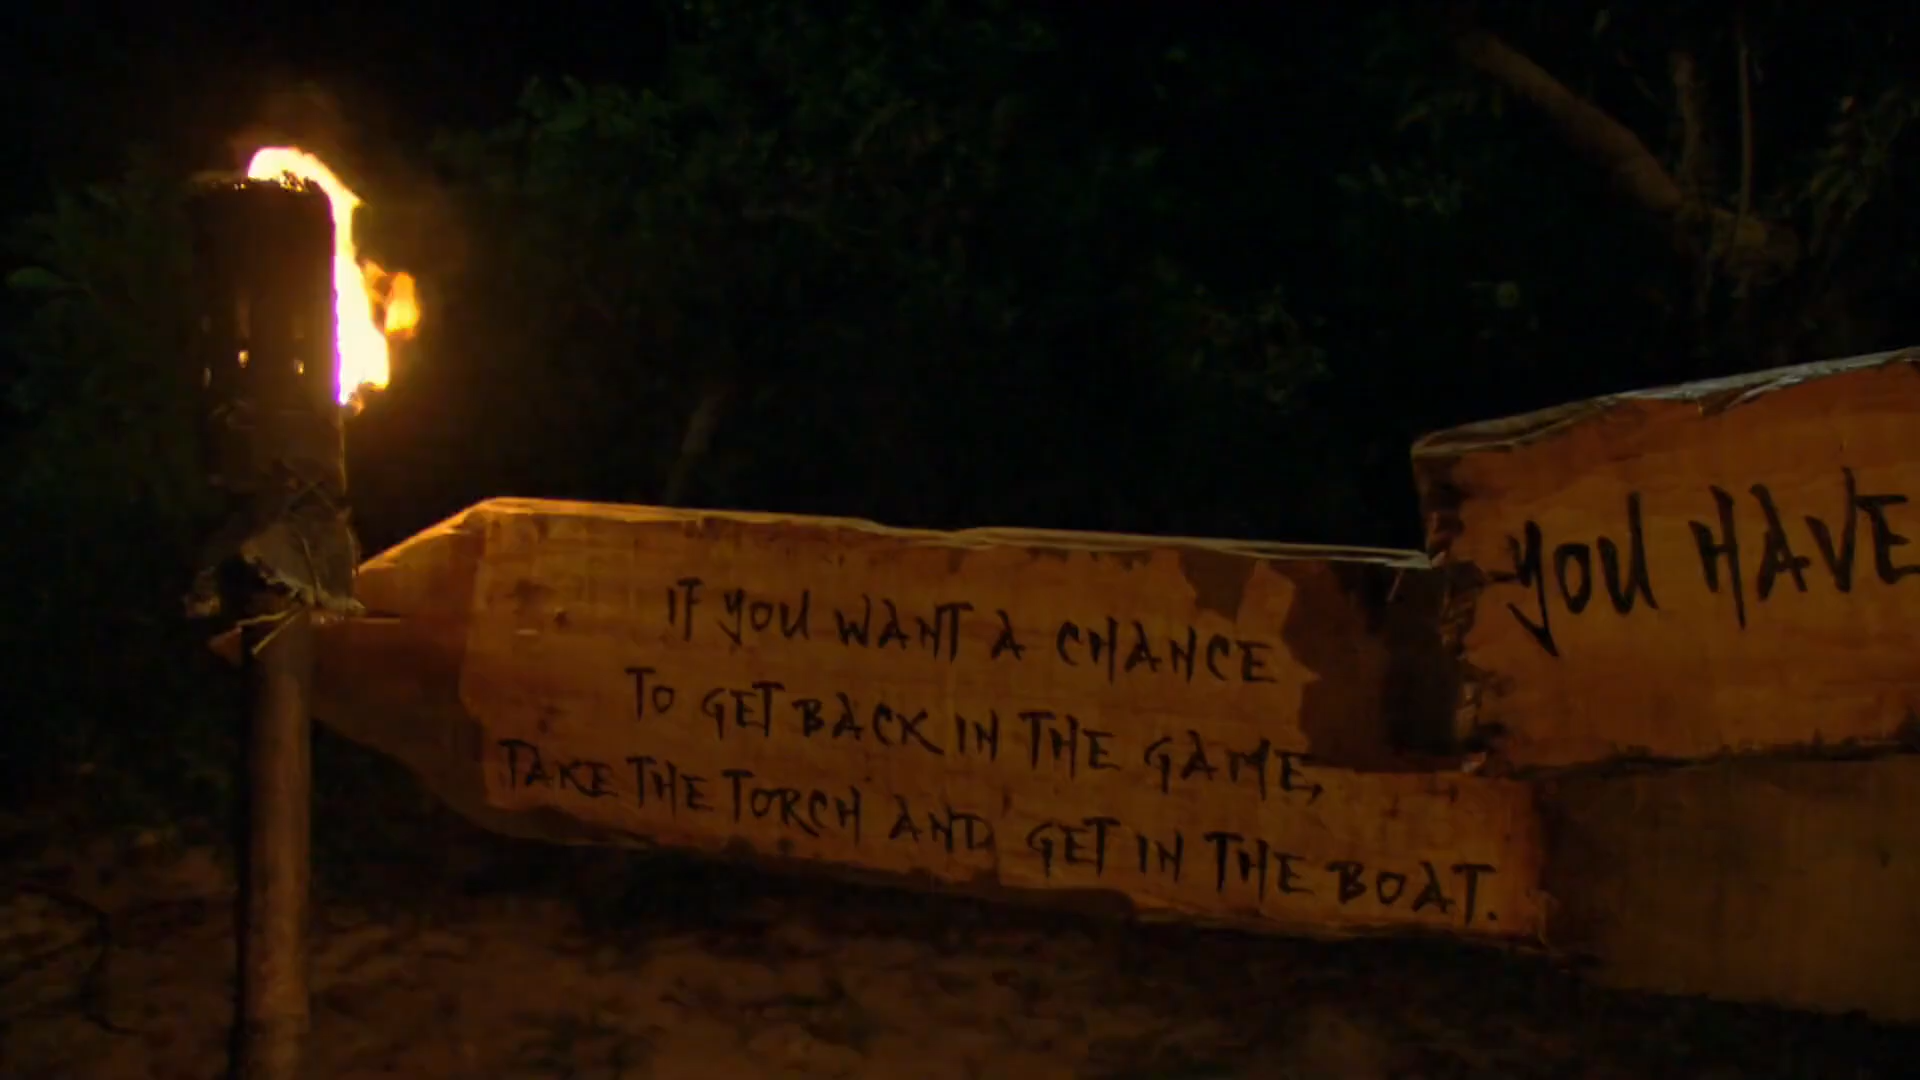 IF YOU WANT A CHANCE
TO GET BACK IN THE GAME,
TAKE THE TORCH AND GET IN THE BOAT.
YOU HAVE